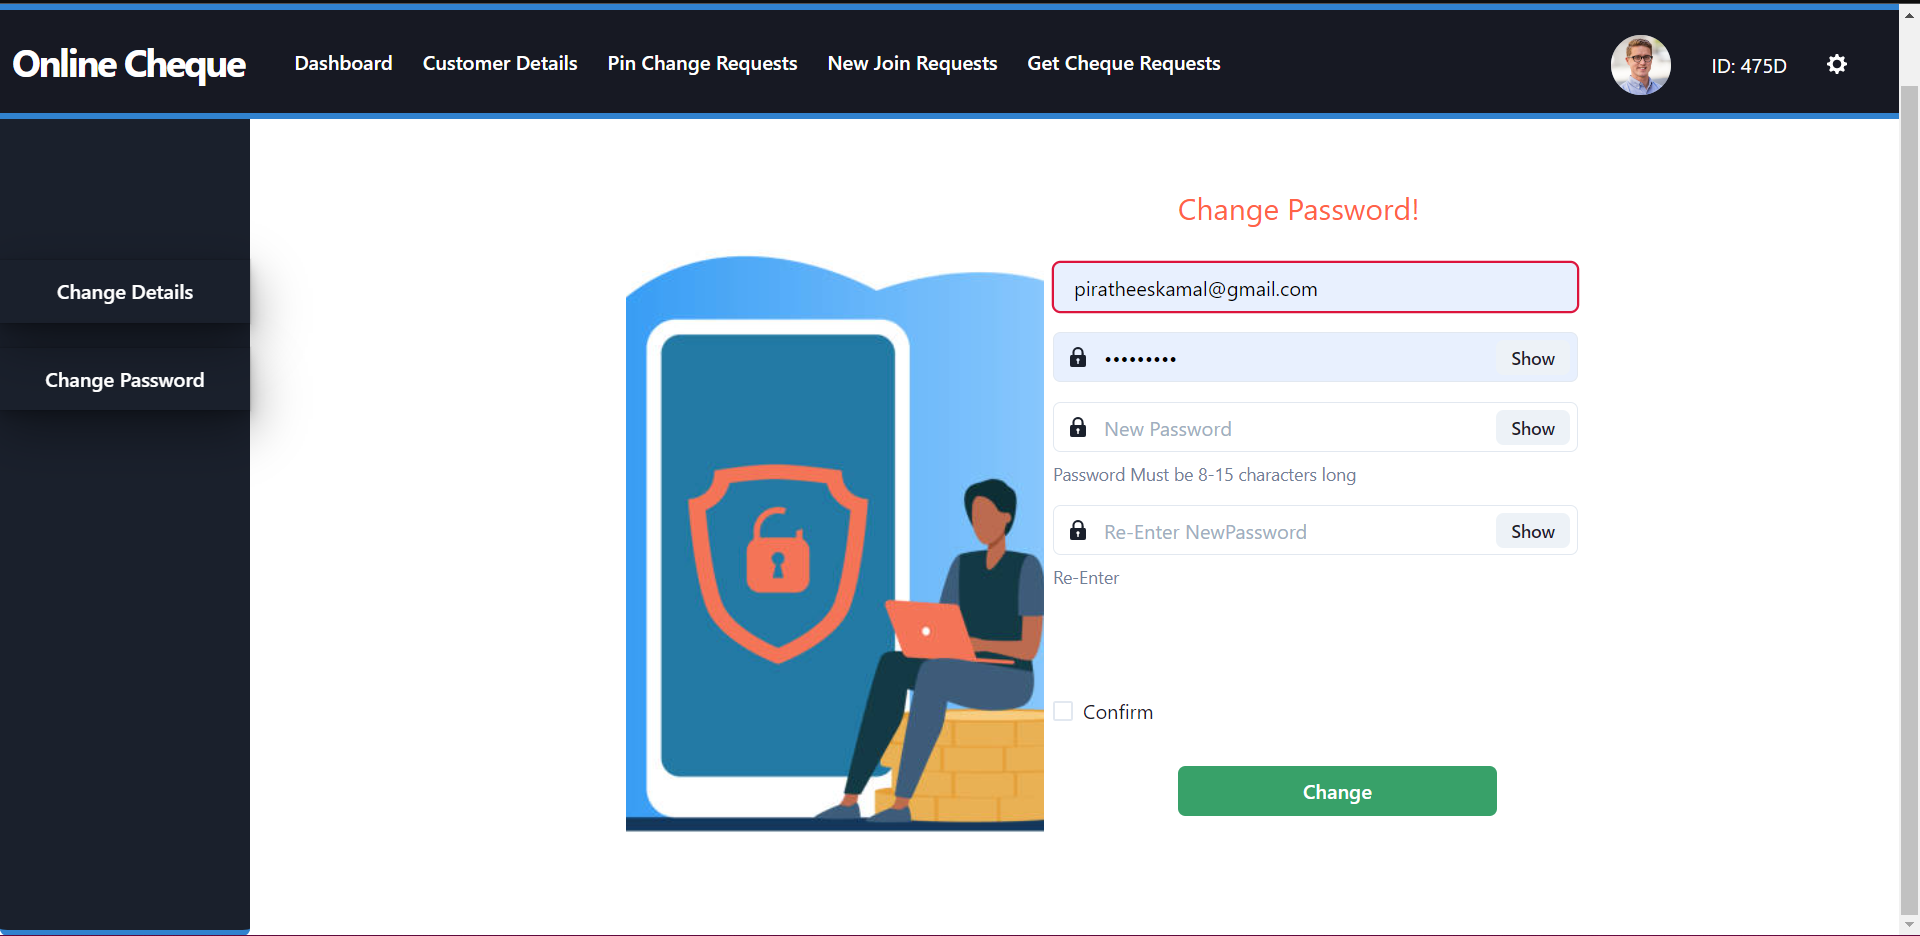 Online Cheque
Dashboard
Customer Details
Pin Change Requests
New Join Requests
Get Cheque Requests
ID: 475D
Change Details
Change Password
Change Password!
piratheeskamal@gmail.com
••••••••• Show
New Password Show
Password Must be 8-15 characters long
Re-Enter NewPassword Show
Re-Enter
Confirm
Change